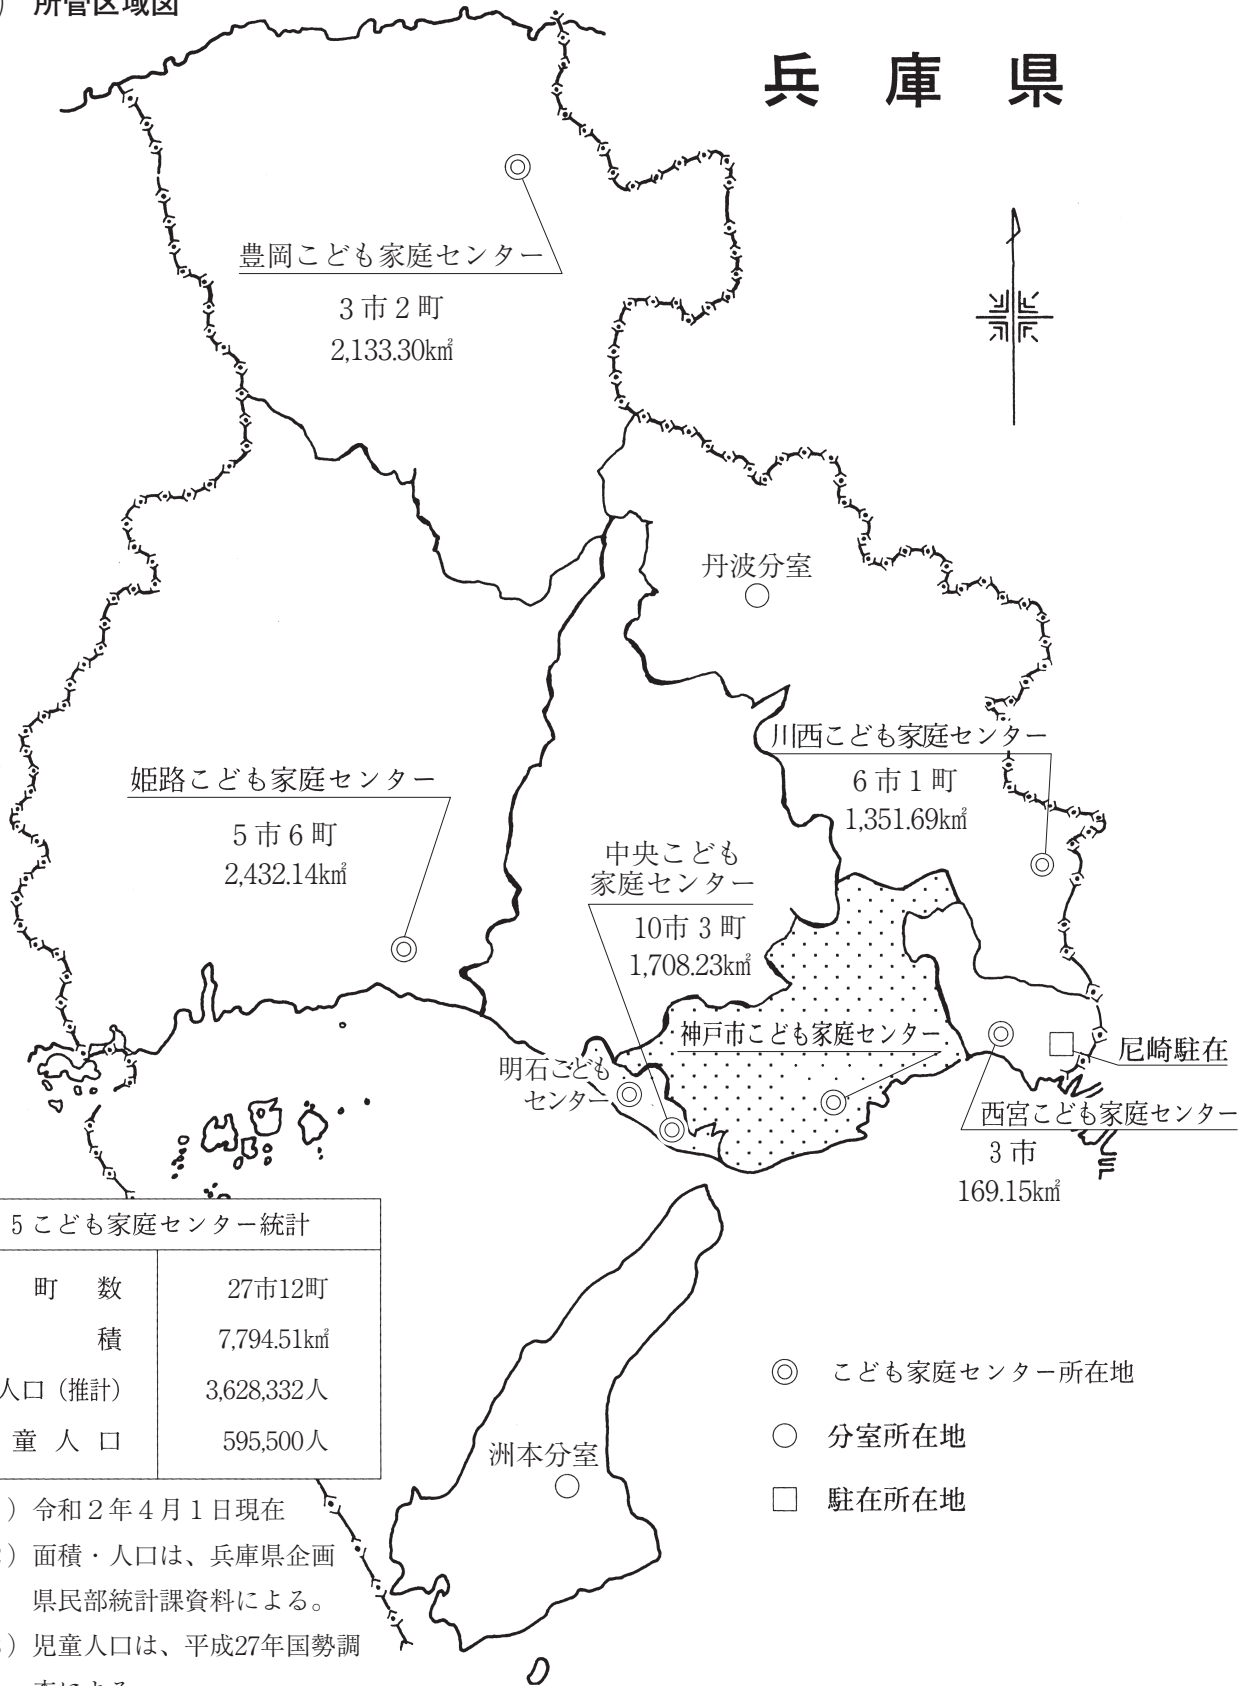 ）所管区域図
兵庫県
豊岡こども家庭センター
3市2町
2,133.30k㎡
丹波分室
川西こども家庭センター
6市1町
1,351.69k㎡
姫路こども家庭センター
5市6町
2,432.14k㎡
中央こども
家庭センター
10市3町
1,708.23k㎡
神戸市こども家庭センター
明石こども
センター
尼崎駐在
西宮こども家庭センター
3市
169.15k㎡
5こども家庭センター統計
町数 27市12町
積 7,794.51k㎡
人口（推計） 3,628,332人
童人口 595,500人
洲本分室
◎ こども家庭センター所在地
○ 分室所在地
□ 駐在所在地
）令和2年4月1日現在
）面積・人口は、兵庫県企画
県民部統計課資料による。
）児童人口は、平成27年国勢調